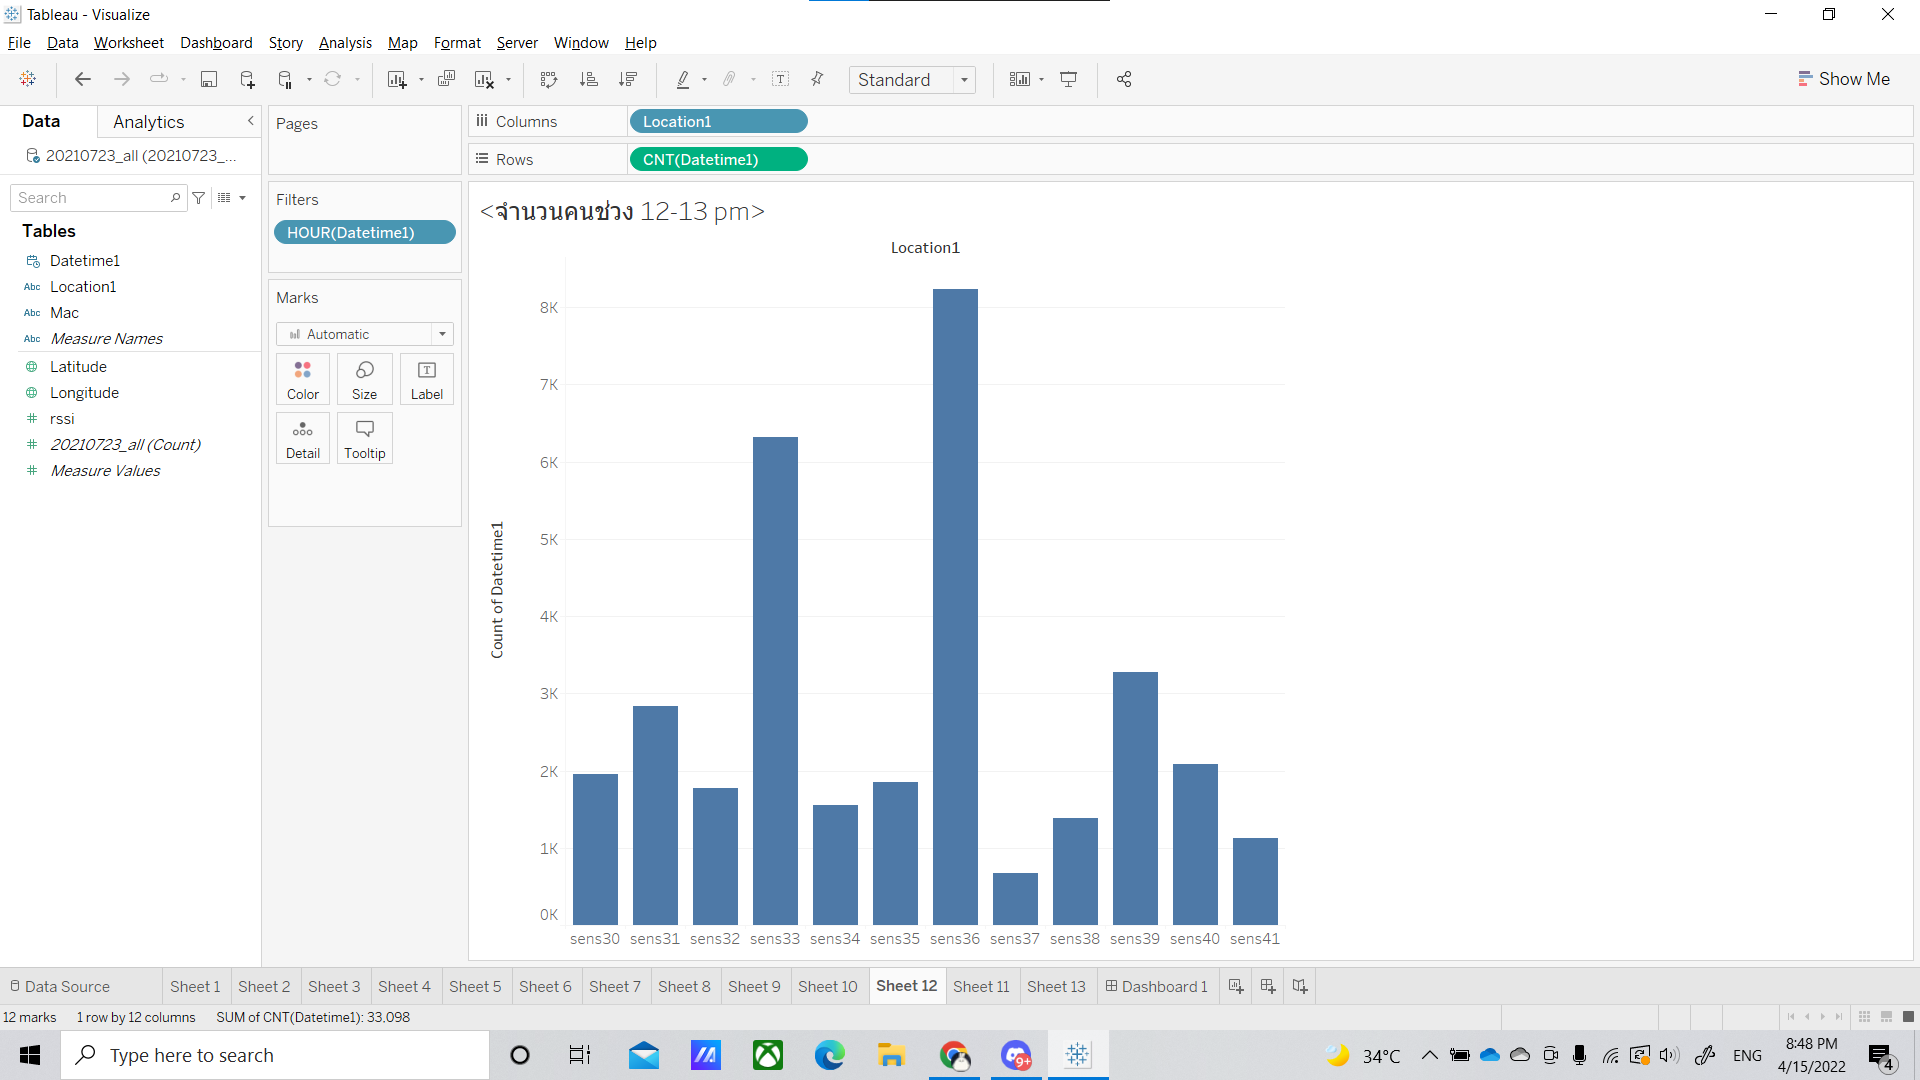 Tableau - Visualize
File Data Worksheet Dashboard Story Analysis Map Format Server Window Help
Standard
Show Me
Data Analytics
20210723_all (20210723_...
Search
Tables
Datetime1
Abc Location1
Abc Mac
Abc Measure Names
Latitude
Longitude
# rssi
# 20210723_all (Count)
# Measure Values
Pages
Filters
HOUR(Datetime1)
Marks
Automatic
Color Size Label
Detail Tooltip
Columns Location1
Rows CNT(Datetime1)
<จำนวนคนช่วง 12-13 pm>
Location1
Count of Datetime1
8K
7K
6K
5K
4K
3K
2K
1K
0K
sens30 sens31 sens32 sens33 sens34 sens35 sens36 sens37 sens38 sens39 sens40 sens41
Data Source Sheet 1 Sheet 2 Sheet 3 Sheet 4 Sheet 5 Sheet 6 Sheet 7 Sheet 8 Sheet 9 Sheet 10 Sheet 12 Sheet 11 Sheet 13 Dashboard 1
12 marks 1 row by 12 columns SUM of CNT(Datetime1): 33,098
Type here to search
9+
34°C
ENG
8:48 PM
4/15/2022
4